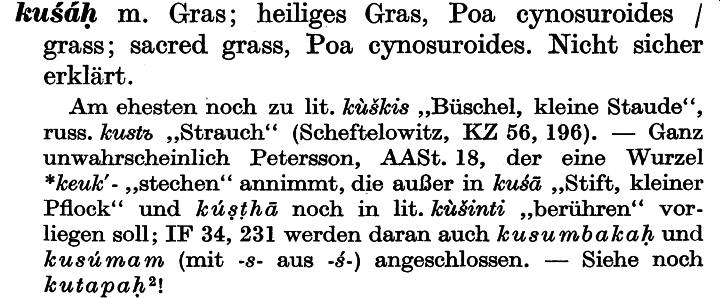 kuśáḥ m. Gras; heiliges Gras, Poa cynosuroides /
grass; sacred grass, Poa cynosuroides. Nicht sicher
erklärt.
Am ehesten noch zu lit. kùškis „Büschel, kleine Staude“,
russ. kustъ „Strauch“ (Scheftelowitz, KZ 56, 196). — Ganz
unwahrscheinlich Petersson, AASt. 18, der eine Wurzel
*keuk′- „stechen“ annimmt, die außer in kuśā „Stift, kleiner
Pflock“ und kúṣṭhā noch in lit. kùšinti „berühren“ vor-
liegen soll; IF 34, 231 werden daran auch kusumbakaḥ und
kusúmam (mit -s- aus -ś-) angeschlossen. — Siehe noch
kutapaḥ²!